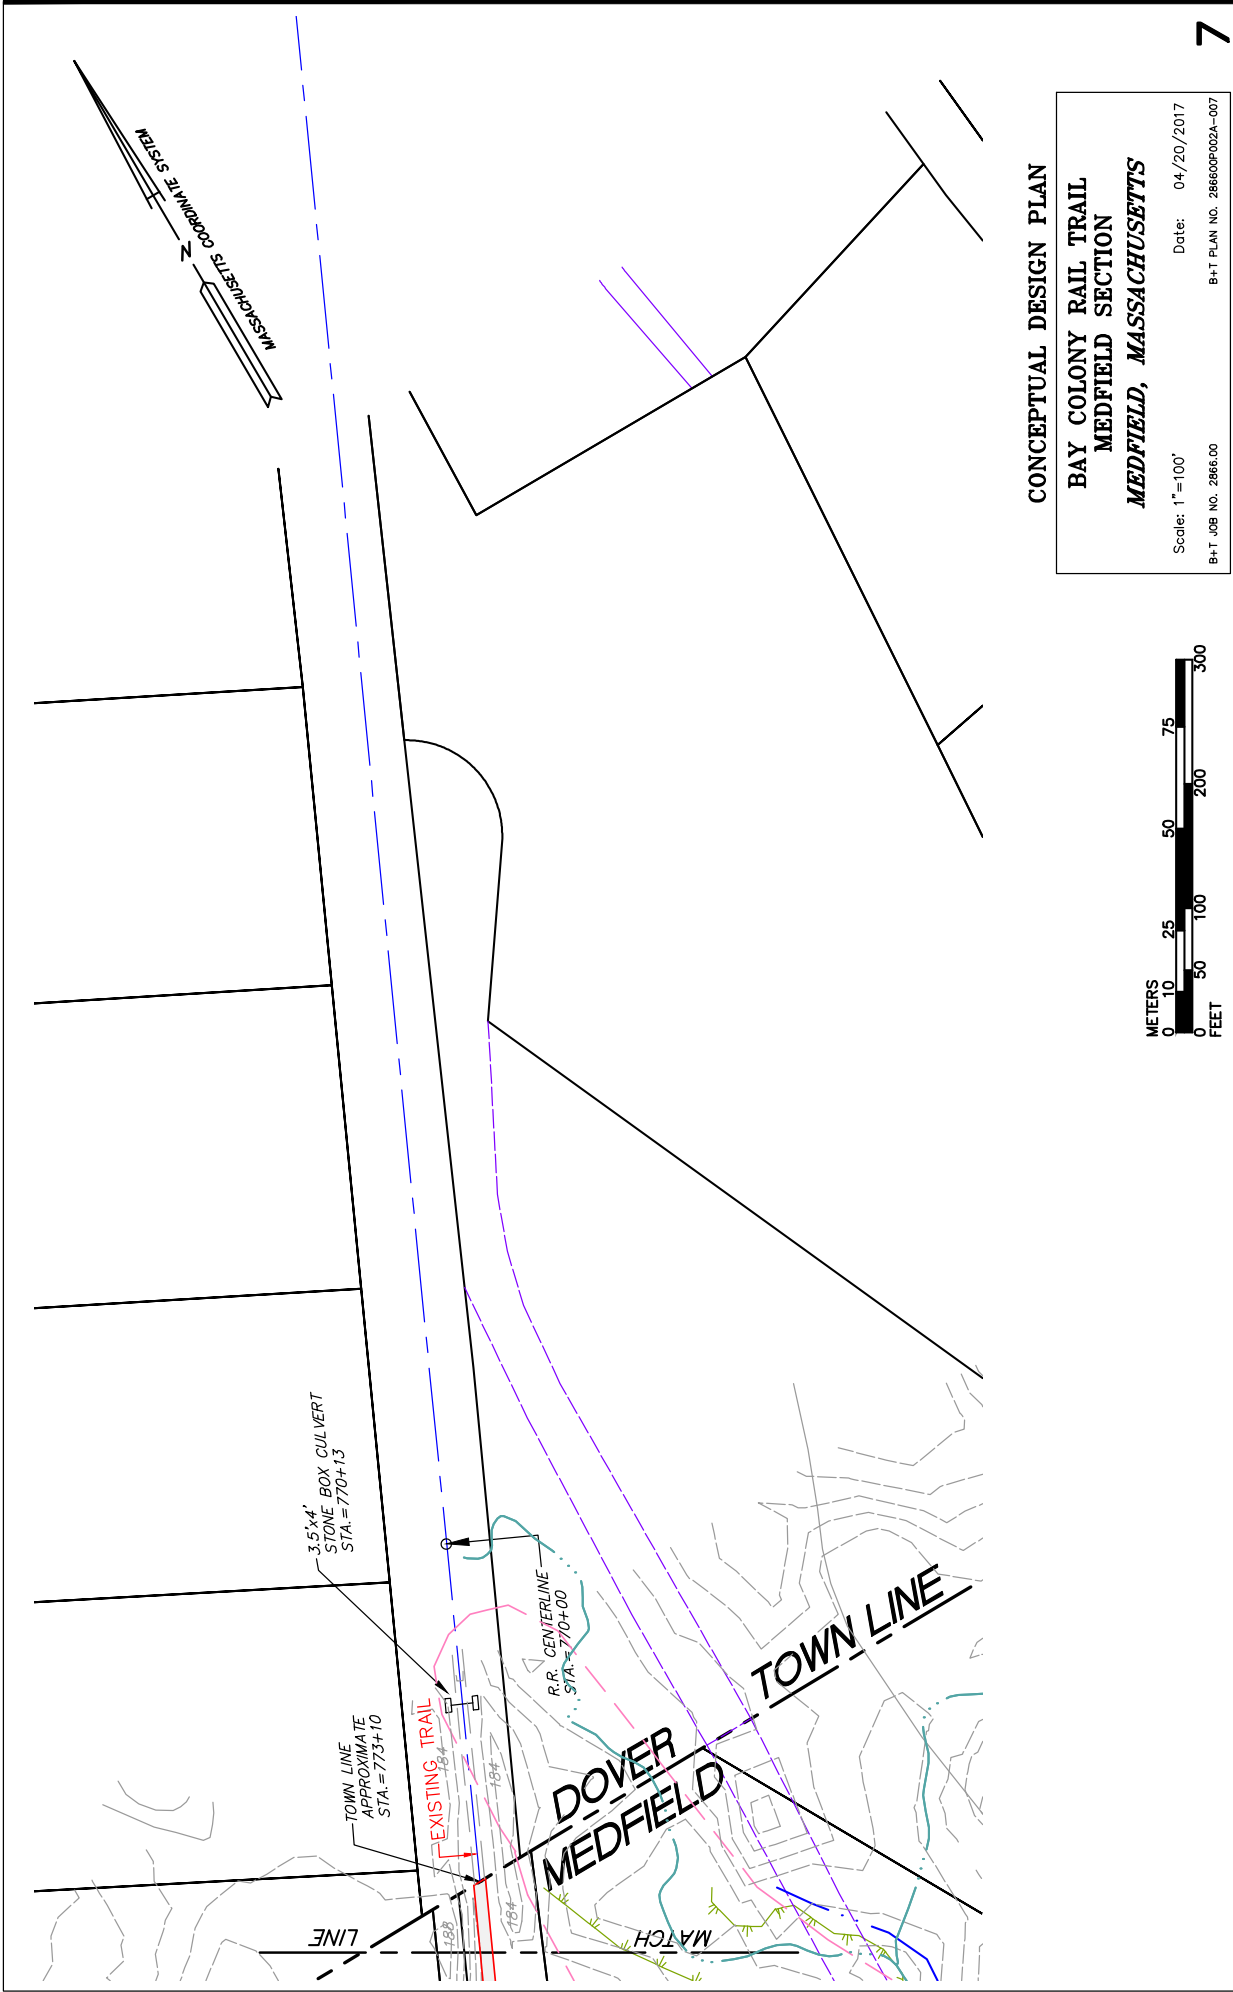 7
MASSACHUSETTS COORDINATE SYSTEM
N
CONCEPTUAL DESIGN PLAN
BAY COLONY RAIL TRAIL
MEDFIELD SECTION
MEDFIELD, MASSACHUSETTS
Scale: 1"=100'
Date: 04/20/2017
B+T JOB NO. 2866.00
B+T PLAN NO. 286600P002A-007
METERS
0 10 25 50 75
0 50 100 200 300
FEET
3.5'x4'
STONE BOX CULVERT
STA.=770+13
R.R. CENTERLINE
STA.=770+00
TOWN LINE
APPROXIMATE
STA.=773+10
EXISTING TRAIL
184
184
184
188
DOVER
MEDFIELD
TOWN LINE
MATCH
LINE